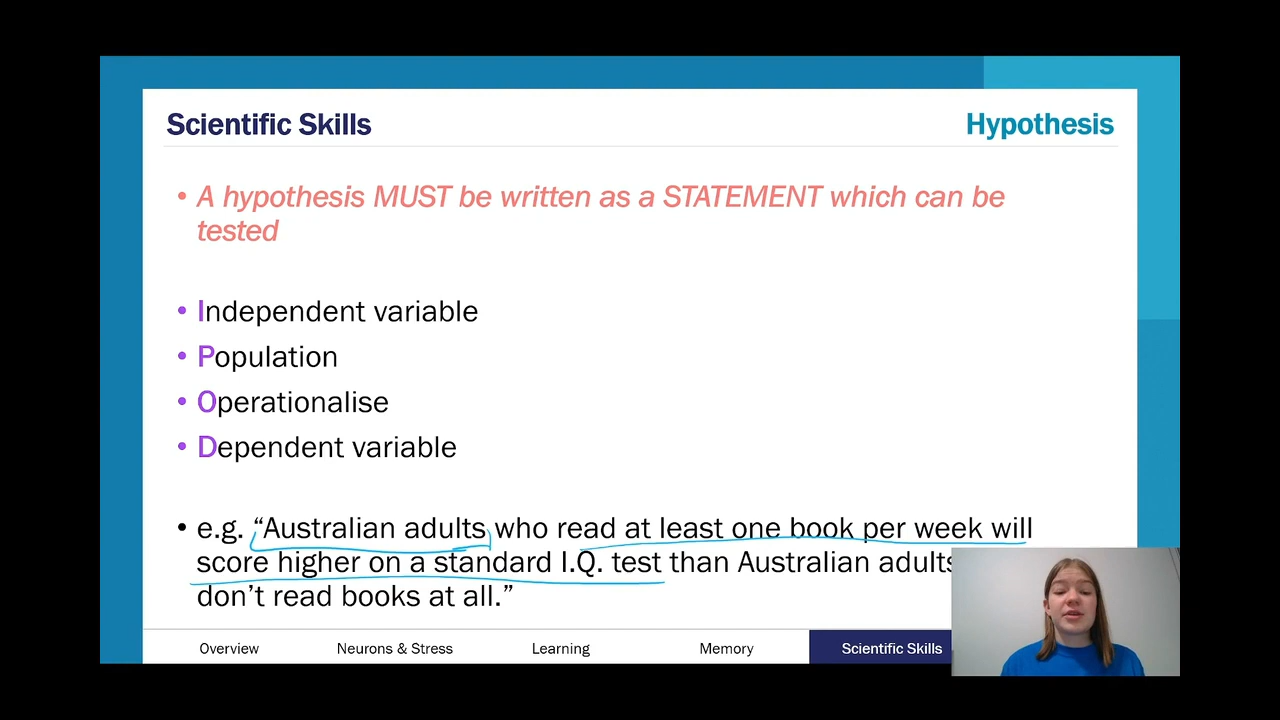 Scientific Skills
Hypothesis
• A hypothesis MUST be written as a STATEMENT which can be
tested
• Independent variable
• Population
• Operationalise
• Dependent variable
• e.g. “Australian adults who read at least one book per week will
score higher on a standard I.Q. test than Australian adults
don’t read books at all.”
Overview
Neurons & Stress
Learning
Memory
Scientific Skills